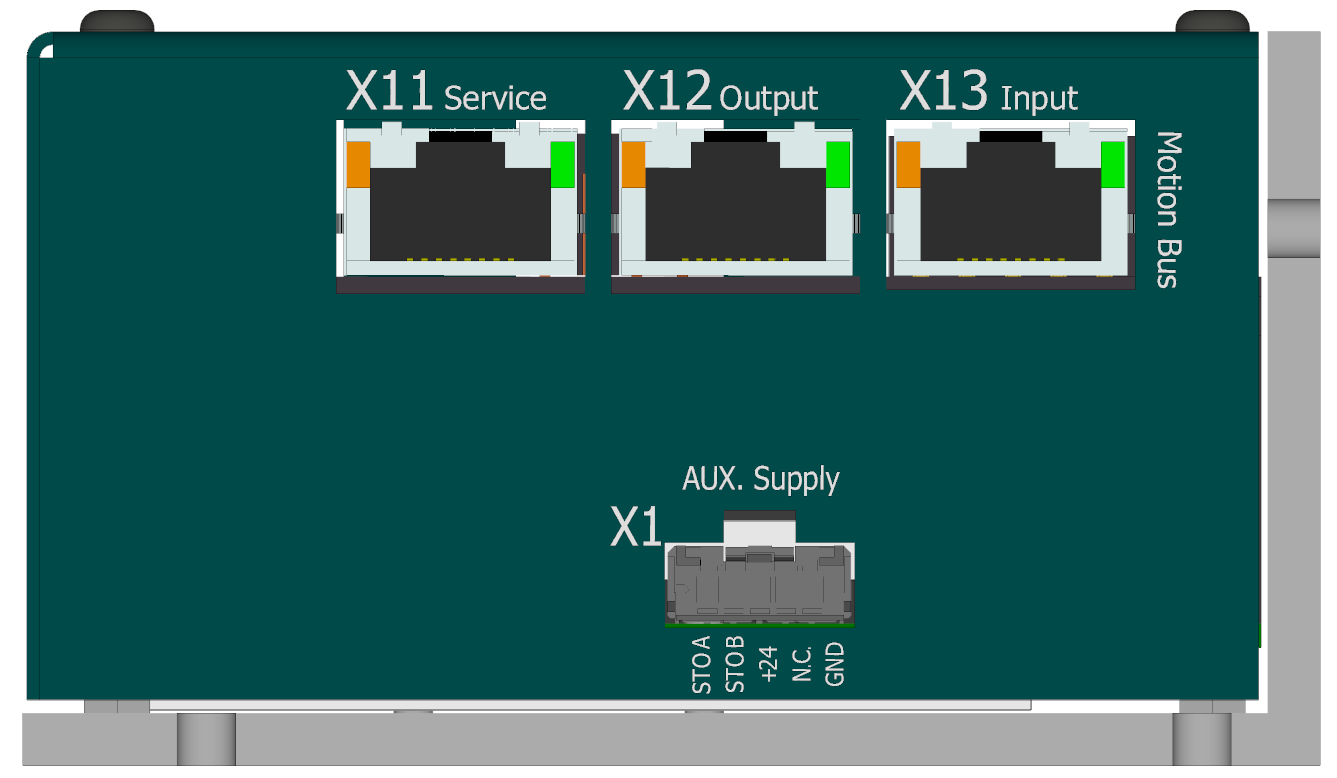 X11 Service
X12 Output
X13 Input
Motion Bus
AUX. Supply
X1
STO A
STO B
+24
N.C.
GND